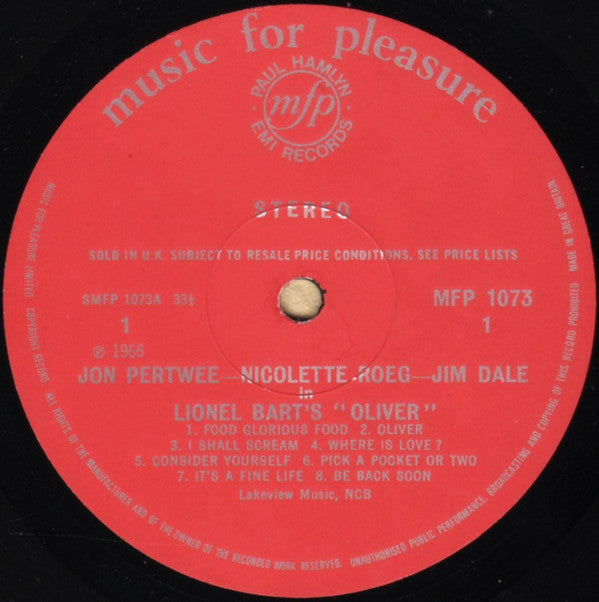 music for pleasure
PAUL HAMLYN
mfp
EMI RECORDS
STEREO
SOLD IN U.K. SUBJECT TO RESALE PRICE CONDITIONS, SEE PRICE LISTS
SMFP 1073A 33⅓
MFP 1073
1
1
℗ 1966
JON PERTWEE—NICOLETTE ROEG—JIM DALE
in
LIONEL BART'S "OLIVER"
1. FOOD GLORIOUS FOOD 2. OLIVER
3. I SHALL SCREAM 4. WHERE IS LOVE?
5. CONSIDER YOURSELF 6. PICK A POCKET OR TWO
7. IT'S A FINE LIFE 8. BE BACK SOON
Lakeview Music, NCB
MUSIC FOR PLEASURE LIMITED. COPYRIGHT RECORD. ALL RIGHTS OF THE MANUFACTURER AND OF THE OWNER OF THE RECORDED WORK RESERVED. UNAUTHORISED PUBLIC PERFORMANCE, BROADCASTING AND COPYING OF THIS RECORD PROHIBITED. MADE IN GREAT BRITAIN.